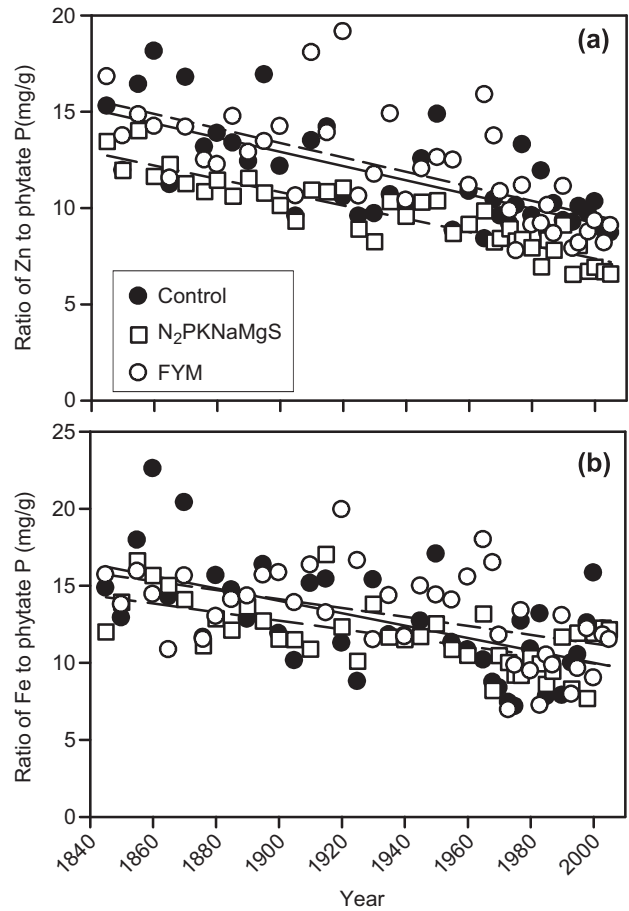 20
(a)
15
10
5
0
Ratio of Zn to phytate P(mg/g)
Control
N₂PKNaMgS
FYM
25
(b)
20
15
10
5
0
Ratio of Fe to phytate P (mg/g)
1840
1860
1880
1900
1920
1940
1960
1980
2000
Year